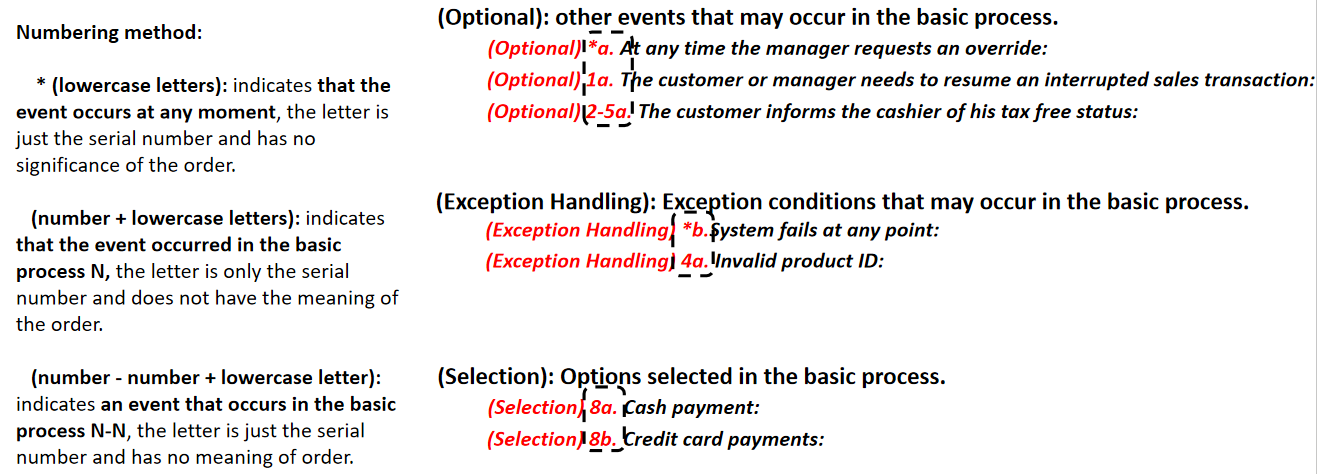 Numbering method:
* (lowercase letters): indicates that the
event occurs at any moment, the letter is
just the serial number and has no
significance of the order.
(number + lowercase letters): indicates
that the event occurred in the basic
process N, the letter is only the serial
number and does not have the meaning of
the order.
(number - number + lowercase letter):
indicates an event that occurs in the basic
process N-N, the letter is just the serial
number and has no meaning of order.
(Optional): other events that may occur in the basic process.
(Optional) *a. At any time the manager requests an override:
(Optional) 1a. The customer or manager needs to resume an interrupted sales transaction:
(Optional) 2-5a. The customer informs the cashier of his tax free status:
(Exception Handling): Exception conditions that may occur in the basic process.
(Exception Handling) *b. System fails at any point:
(Exception Handling) 4a. Invalid product ID:
(Selection): Options selected in the basic process.
(Selection) 8a. Cash payment:
(Selection) 8b. Credit card payments: